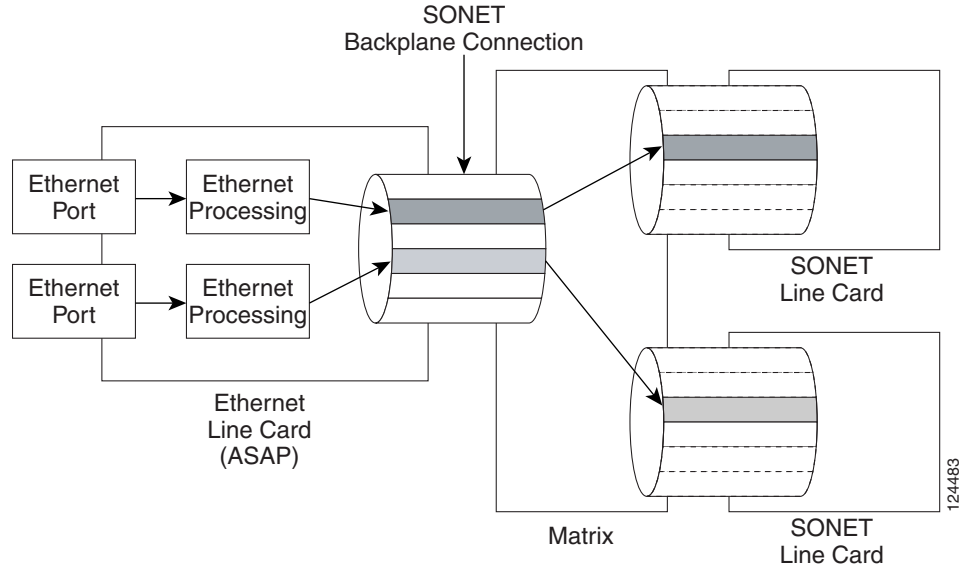 SONET
Backplane Connection
Ethernet
Port
Ethernet
Processing
Ethernet
Port
Ethernet
Processing
SONET
Line Card
Ethernet
Line Card
(ASAP)
Matrix
SONET
Line Card
124483